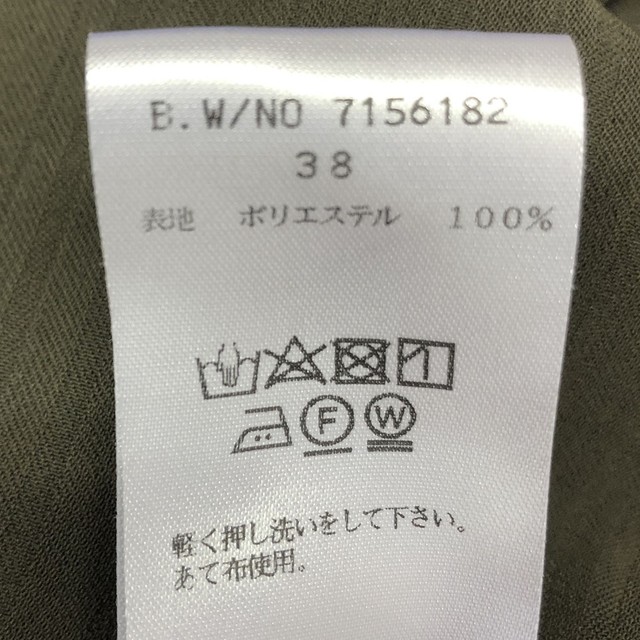 B.W/NO 7156182
38
表地 ポリエステル 100%
F W
軽く押し洗いをして下さい。
あて布使用。